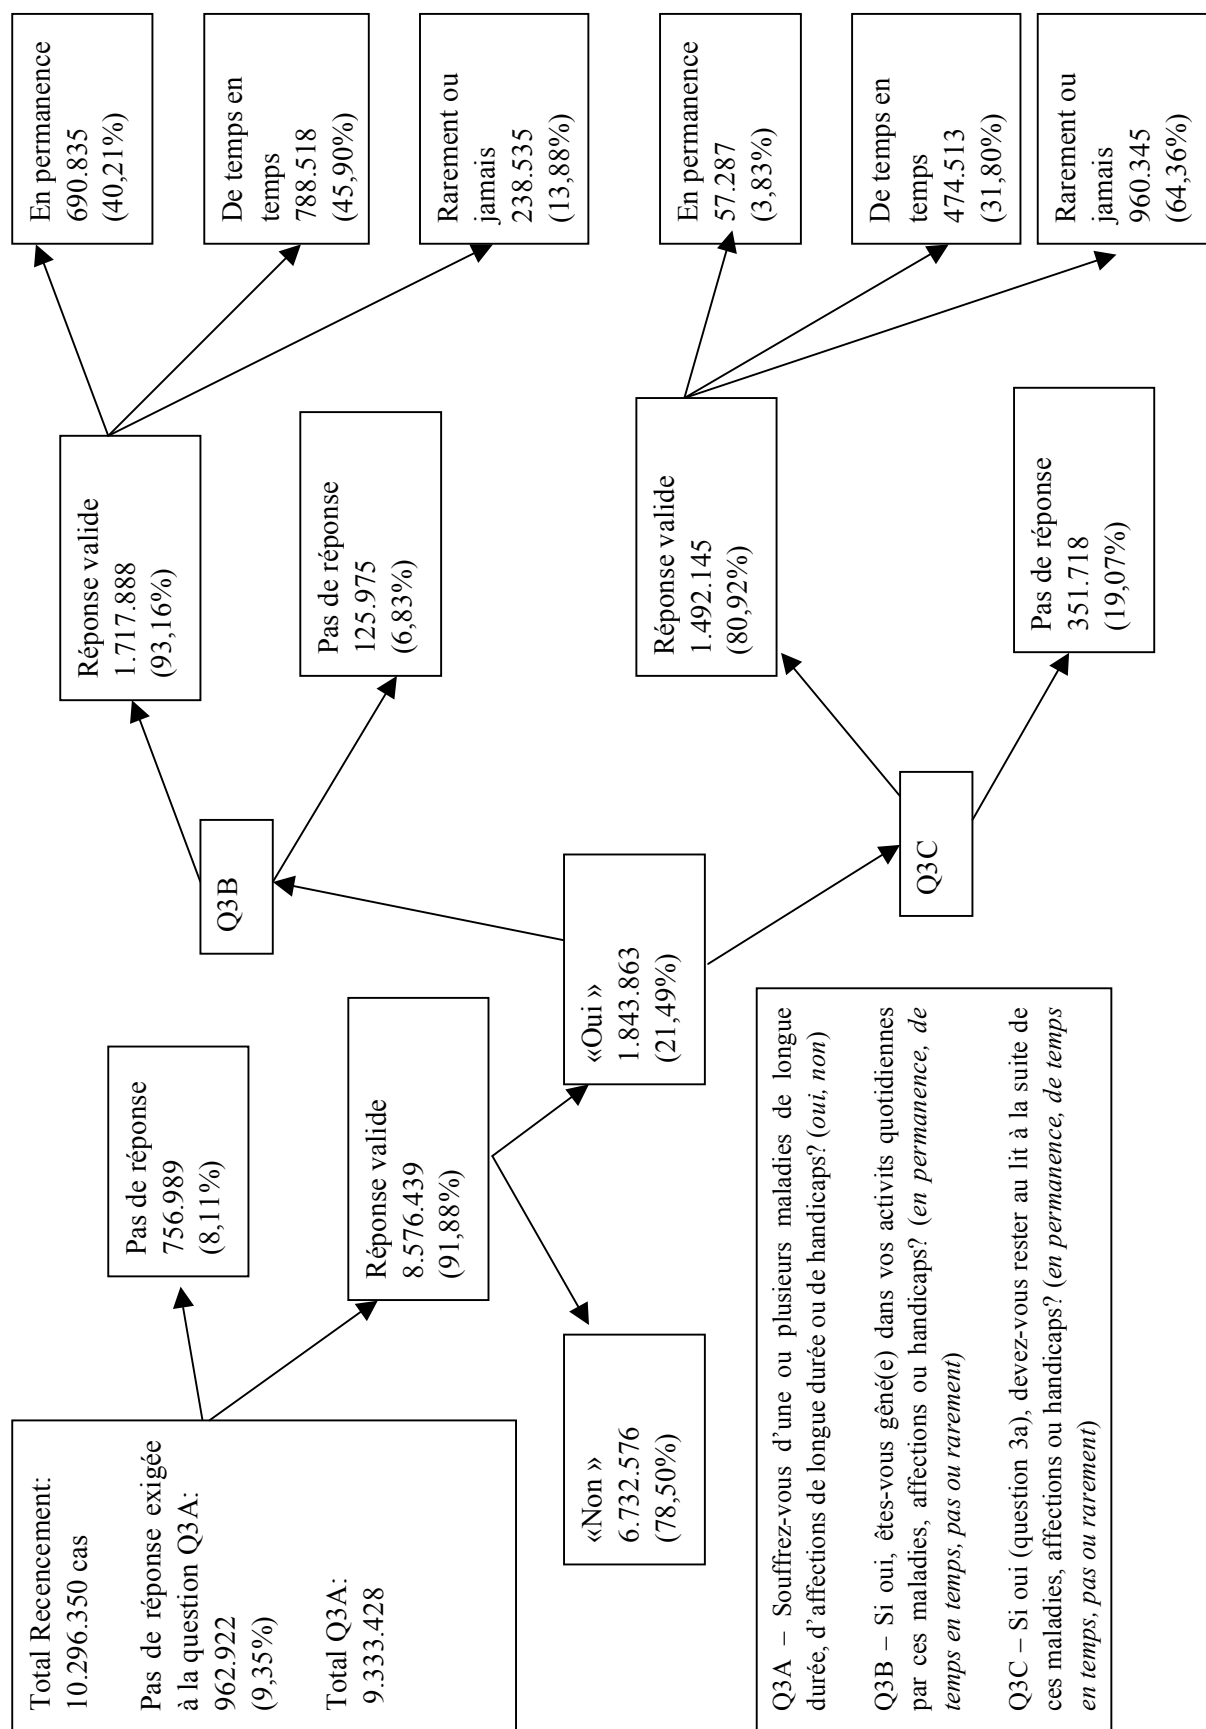 Total Recencement:
10.296.350 cas
Pas de réponse exigée
à la question Q3A:
962.922
(9,35%)
Total Q3A:
9.333.428
Pas de réponse
756.989
(8,11%)
Réponse valide
8.576.439
(91,88%)
«Non »
6.732.576
(78,50%)
«Oui »
1.843.863
(21,49%)
Q3B
Réponse valide
1.717.888
(93,16%)
Pas de réponse
125.975
(6,83%)
En permanence
690.835
(40,21%)
De temps en
temps
788.518
(45,90%)
Rarement ou
jamais
238.535
(13,88%)
Q3C
Réponse valide
1.492.145
(80,92%)
Pas de réponse
351.718
(19,07%)
En permanence
57.287
(3,83%)
De temps en
temps
474.513
(31,80%)
Rarement ou
jamais
960.345
(64,36%)
Q3A – Souffrez-vous d'une ou plusieurs maladies de longue
durée, d'affections de longue durée ou de handicaps? (oui, non)
Q3B – Si oui, êtes-vous gêné(e) dans vos activits quotidiennes
par ces maladies, affections ou handicaps? (en permanence, de
temps en temps, pas ou rarement)
Q3C – Si oui (question 3a), devez-vous rester au lit à la suite de
ces maladies, affections ou handicaps? (en permanence, de temps
en temps, pas ou rarement)